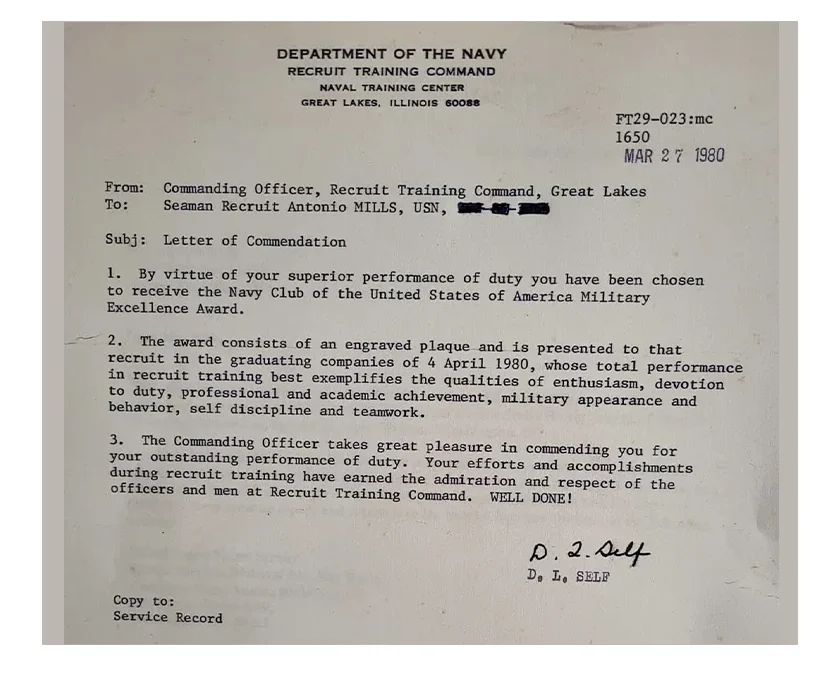 DEPARTMENT OF THE NAVY
RECRUIT TRAINING COMMAND
NAVAL TRAINING CENTER
GREAT LAKES, ILLINOIS 60088
FT29-023:mc
1650
MAR 27 1980
From: Commanding Officer, Recruit Training Command, Great Lakes
To: Seaman Recruit Antonio MILLS, USN,
Subj: Letter of Commendation
1. By virtue of your superior performance of duty you have been chosen
to receive the Navy Club of the United States of America Military
Excellence Award.
2. The award consists of an engraved plaque and is presented to that
recruit in the graduating companies of 4 April 1980, whose total performance
in recruit training best exemplifies the qualities of enthusiasm, devotion
to duty, professional and academic achievement, military appearance and
behavior, self discipline and teamwork.
3. The Commanding Officer takes great pleasure in commending you for
your outstanding performance of duty. Your efforts and accomplishments
during recruit training have earned the admiration and respect of the
officers and men at Recruit Training Command. WELL DONE!
D. L. Self
D. L. SELF
Copy to:
Service Record